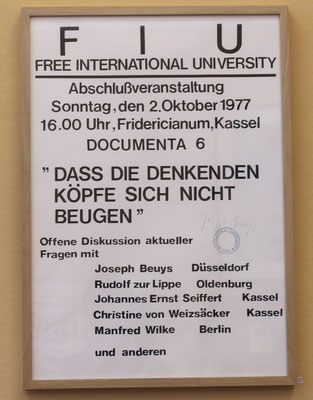 F I U
FREE INTERNATIONAL UNIVERSITY
Abschlußveranstaltung
Sonntag, den 2. Oktober 1977
16.00 Uhr, Fridericianum, Kassel
DOCUMENTA 6
" DASS DIE DENKENDEN
KÖPFE SICH NICHT
BEUGEN "
Offene Diskussion aktueller
Fragen mit
Joseph Beuys Düsseldorf
Rudolf zur Lippe Oldenburg
Johannes Ernst Seiffert Kassel
Christine von Weizsäcker Kassel
Manfred Wilke Berlin
und anderen